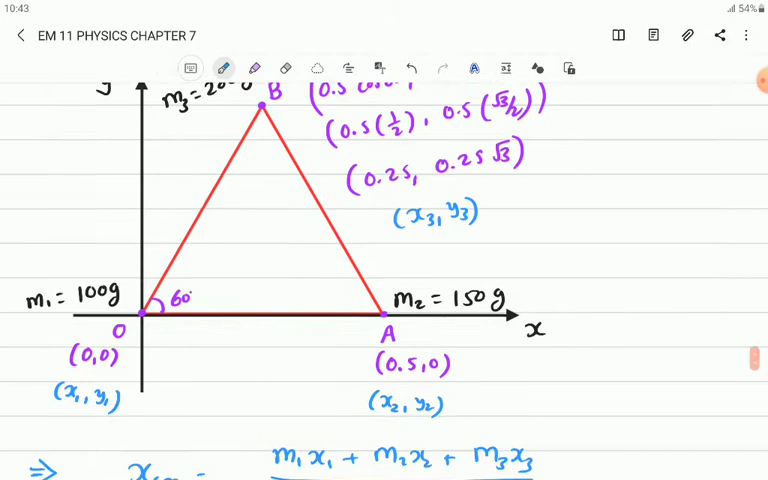 10:43
54%
EM 11 PHYSICS CHAPTER 7
y
B
(0.5(1/2), 0.5(√3/2))
(0.25, 0.25 √3)
(x₃, y₃)
m₁ = 100g
60°
m₂ = 150 g
O
A
x
(0,0)
(0.5, 0)
(x₁, y₁)
(x₂, y₂)
⇒
m₁x₁ + m₂x₂ + m₃x₃